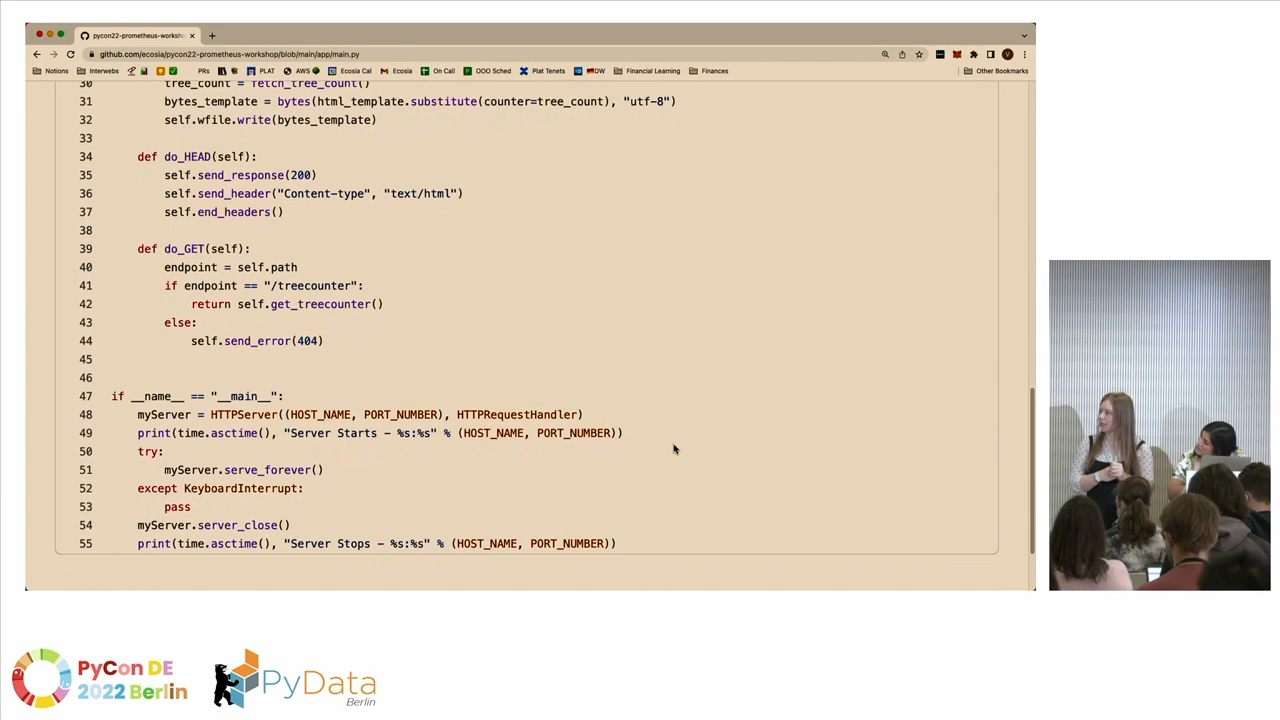 pycon22-prometheus-workshop/
github.com/ecosia/pycon22-prometheus-workshop/blob/main/app/main.py
Notions Interwebs PRs PLAT AWS Ecosia Cal Ecosia On Call OOO Sched Plat Tenets DW Financial Learning Finances Other Bookmarks
30 tree_count = fetch_tree_count()
31 bytes_template = bytes(html_template.substitute(counter=tree_count), "utf-8")
32 self.wfile.write(bytes_template)
33
34 def do_HEAD(self):
35 self.send_response(200)
36 self.send_header("Content-type", "text/html")
37 self.end_headers()
38
39 def do_GET(self):
40 endpoint = self.path
41 if endpoint == "/treecounter":
42 return self.get_treecounter()
43 else:
44 self.send_error(404)
45
46
47 if __name__ == "__main__":
48 myServer = HTTPServer((HOST_NAME, PORT_NUMBER), HTTPRequestHandler)
49 print(time.asctime(), "Server Starts - %s:%s" % (HOST_NAME, PORT_NUMBER))
50 try:
51 myServer.serve_forever()
52 except KeyboardInterrupt:
53 pass
54 myServer.server_close()
55 print(time.asctime(), "Server Stops - %s:%s" % (HOST_NAME, PORT_NUMBER))
PyCon DE
2022 Berlin
PyData
Berlin